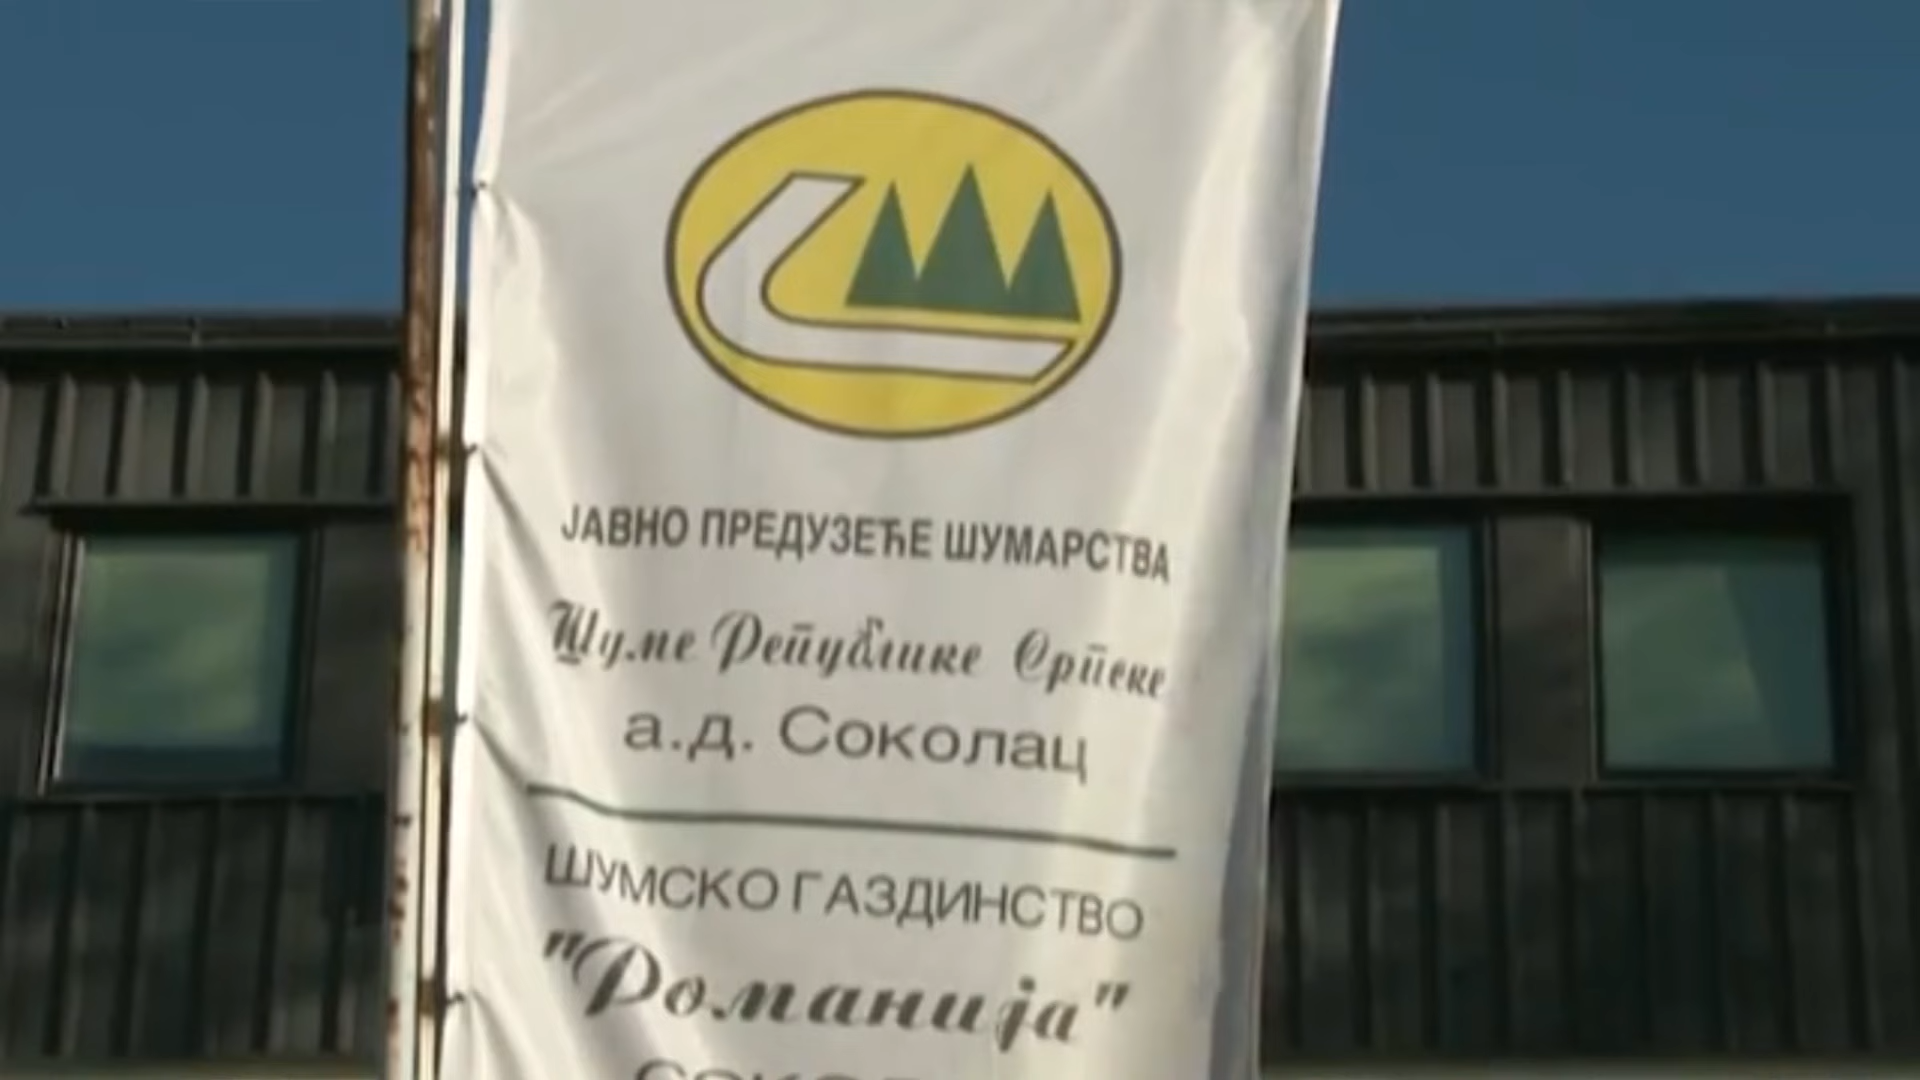 ЈАВНО ПРЕДУЗЕЋЕ ШУМАРСТВА
Шуме Републике Српске
а.д. Соколац
ШУМСКО ГАЗДИНСТВО
"Романија"